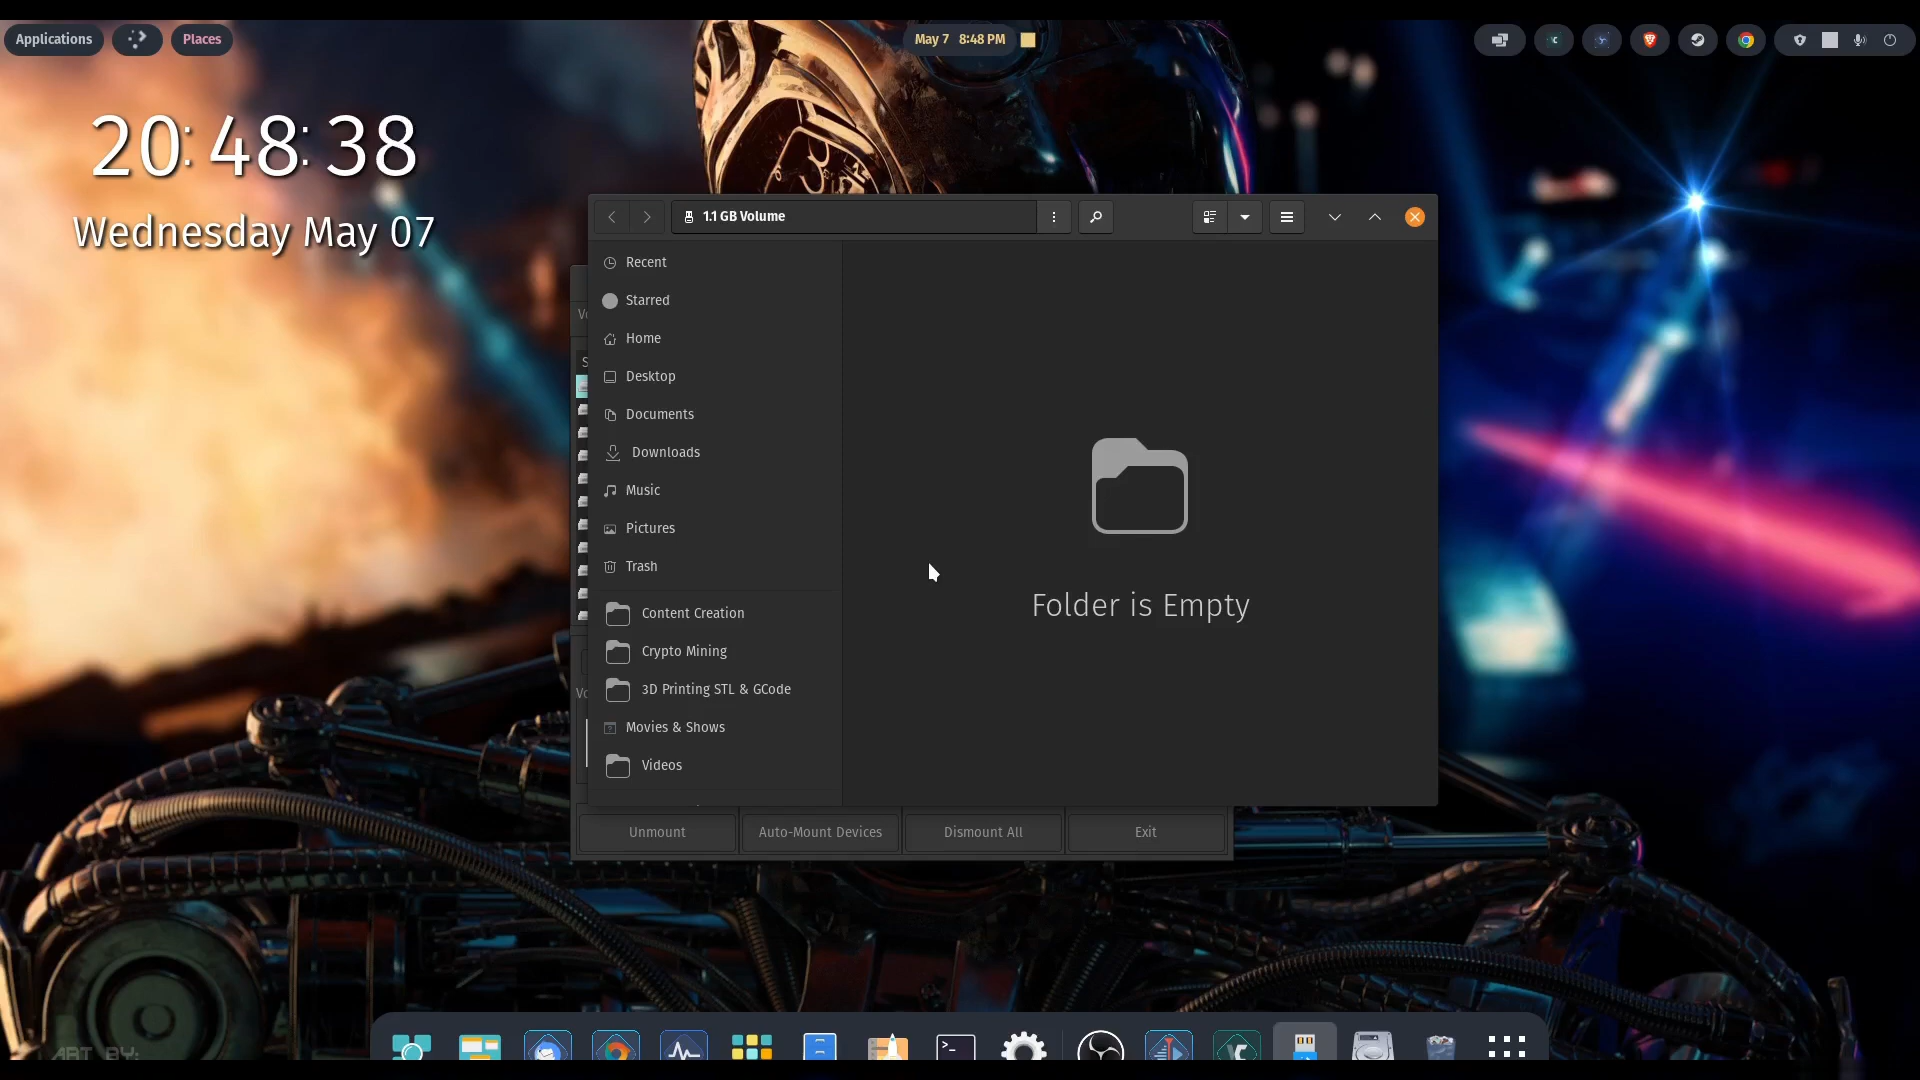 Applications
Places
May 7 8:48 PM
20:48:38
Wednesday May 07
1.1 GB Volume
Recent
Starred
Home
Desktop
Documents
Downloads
Music
Pictures
Trash
Content Creation
Crypto Mining
3D Printing STL & GCode
Movies & Shows
Videos
Folder is Empty
Unmount
Auto-Mount Devices
Dismount All
Exit
ART BY: